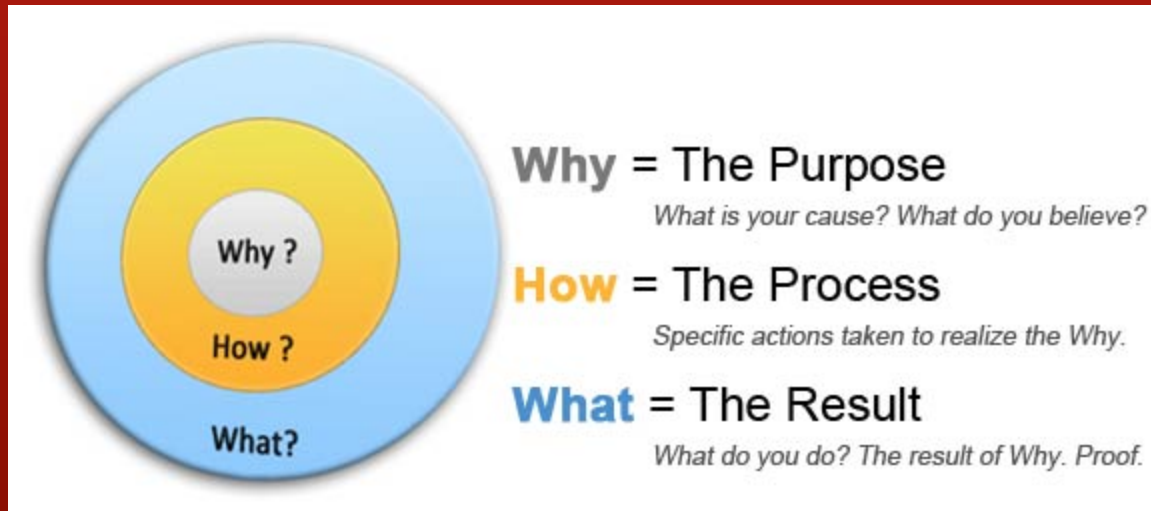 Why ?
How ?
What?
Why = The Purpose
What is your cause? What do you believe?
How = The Process
Specific actions taken to realize the Why.
What = The Result
What do you do? The result of Why. Proof.